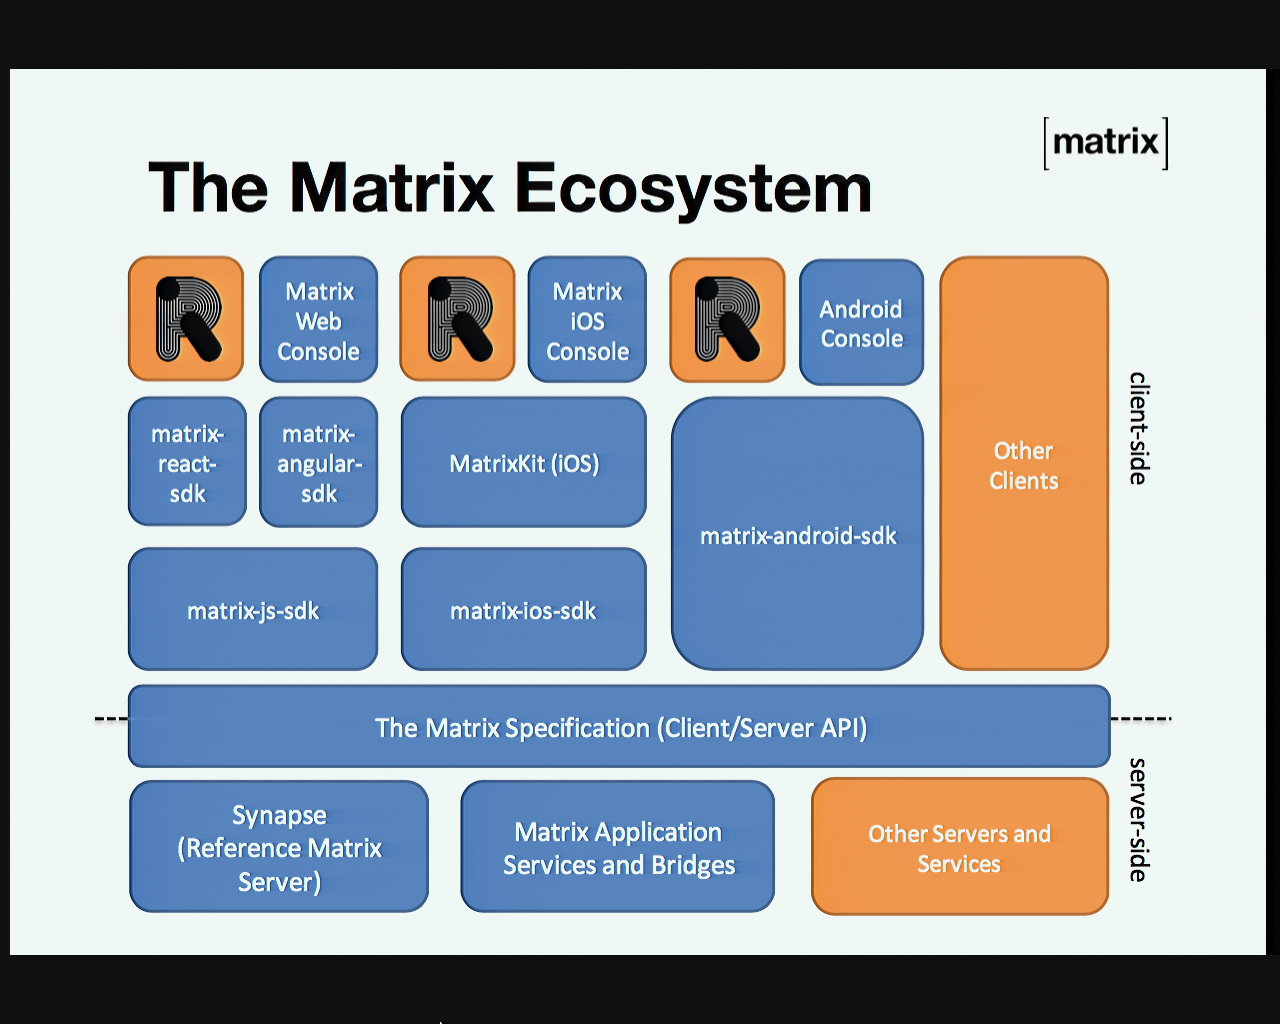 [matrix]
The Matrix Ecosystem
Matrix
Web
Console
Matrix
iOS
Console
Android
Console
matrix-
react-
sdk
matrix-
angular-
sdk
MatrixKit (iOS)
matrix-android-sdk
Other
Clients
client-side
matrix-js-sdk
matrix-ios-sdk
The Matrix Specification (Client/Server API)
Synapse
(Reference Matrix
Server)
Matrix Application
Services and Bridges
Other Servers and
Services
server-side